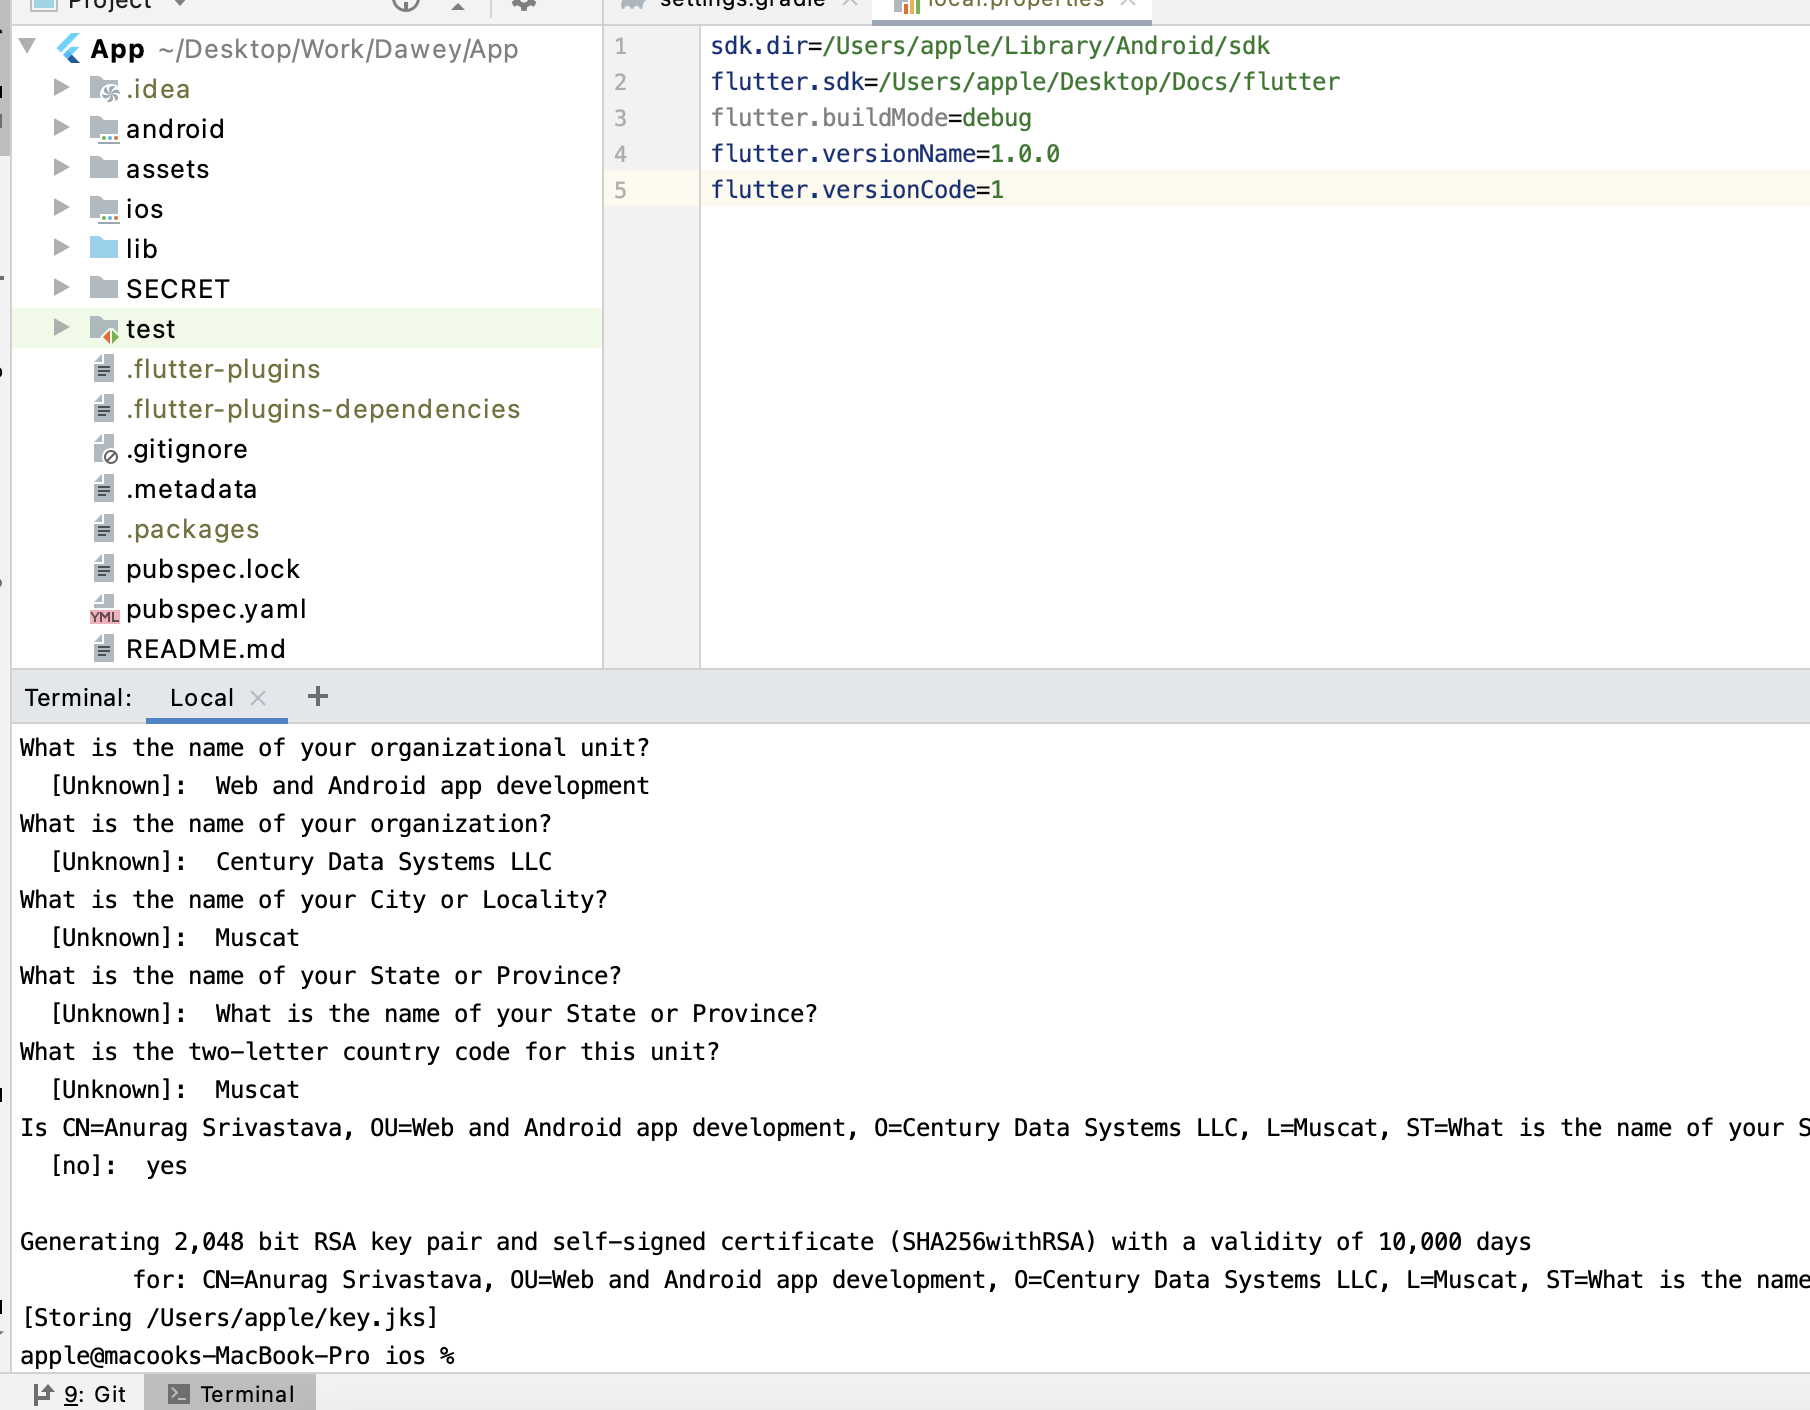 Project
settings.gradle
local.properties
App ~/Desktop/Work/Dawey/App
.idea
android
assets
ios
lib
SECRET
test
.flutter-plugins
.flutter-plugins-dependencies
.gitignore
.metadata
.packages
pubspec.lock
YML pubspec.yaml
README.md
1 sdk.dir=/Users/apple/Library/Android/sdk
2 flutter.sdk=/Users/apple/Desktop/Docs/flutter
3 flutter.buildMode=debug
4 flutter.versionName=1.0.0
5 flutter.versionCode=1
Terminal: Local
What is the name of your organizational unit?
[Unknown]: Web and Android app development
What is the name of your organization?
[Unknown]: Century Data Systems LLC
What is the name of your City or Locality?
[Unknown]: Muscat
What is the name of your State or Province?
[Unknown]: What is the name of your State or Province?
What is the two-letter country code for this unit?
[Unknown]: Muscat
Is CN=Anurag Srivastava, OU=Web and Android app development, O=Century Data Systems LLC, L=Muscat, ST=What is the name of your S
[no]: yes
Generating 2,048 bit RSA key pair and self-signed certificate (SHA256withRSA) with a validity of 10,000 days
for: CN=Anurag Srivastava, OU=Web and Android app development, O=Century Data Systems LLC, L=Muscat, ST=What is the name
[Storing /Users/apple/key.jks]
apple@macooks-MacBook-Pro ios %
9: Git
Terminal